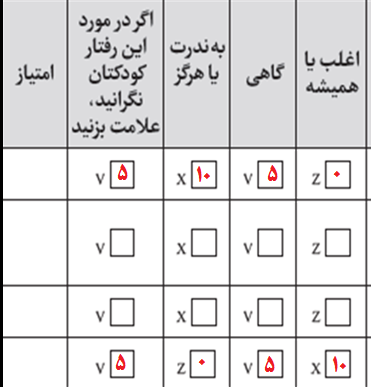 اغلب یا همیشه	گاهی	به‌ندرت یا هرگز	اگر در مورد این رفتار کودکتان نگرانید، علامت بزنید	امتیاز
۰ z	۵ v	۱۰ x	۵ v
z	v	x	v
z	v	x	v
۱۰ x	۵ v	۰ z	۵ v